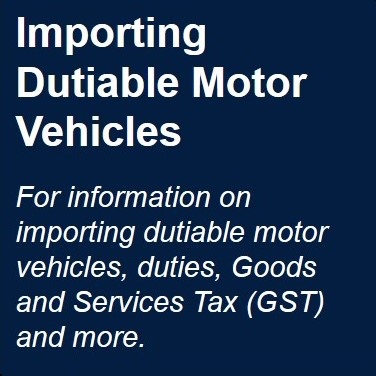 Importing
Dutiable Motor
Vehicles
For information on
importing dutiable motor
vehicles, duties, Goods
and Services Tax (GST)
and more.